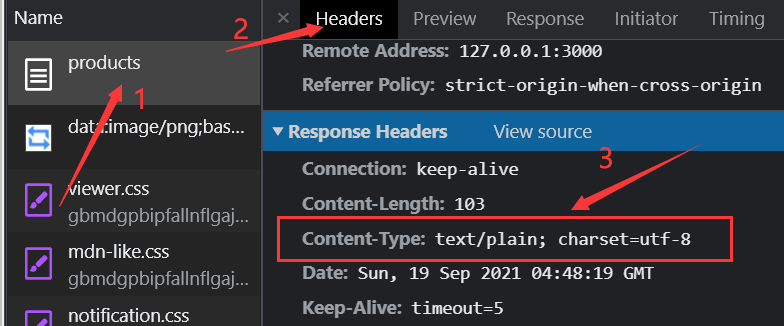 Name
products
data:image/png;bas...
viewer.css
gbmdgpbipfallnflgaj...
mdn-like.css
gbmdgpbipfallnflgaj...
notification.css
1
2
× Headers Preview Response Initiator Timing
Remote Address: 127.0.0.1:3000
Referrer Policy: strict-origin-when-cross-origin
▼ Response Headers View source
3
Connection: keep-alive
Content-Length: 103
Content-Type: text/plain; charset=utf-8
Date: Sun, 19 Sep 2021 04:48:19 GMT
Keep-Alive: timeout=5